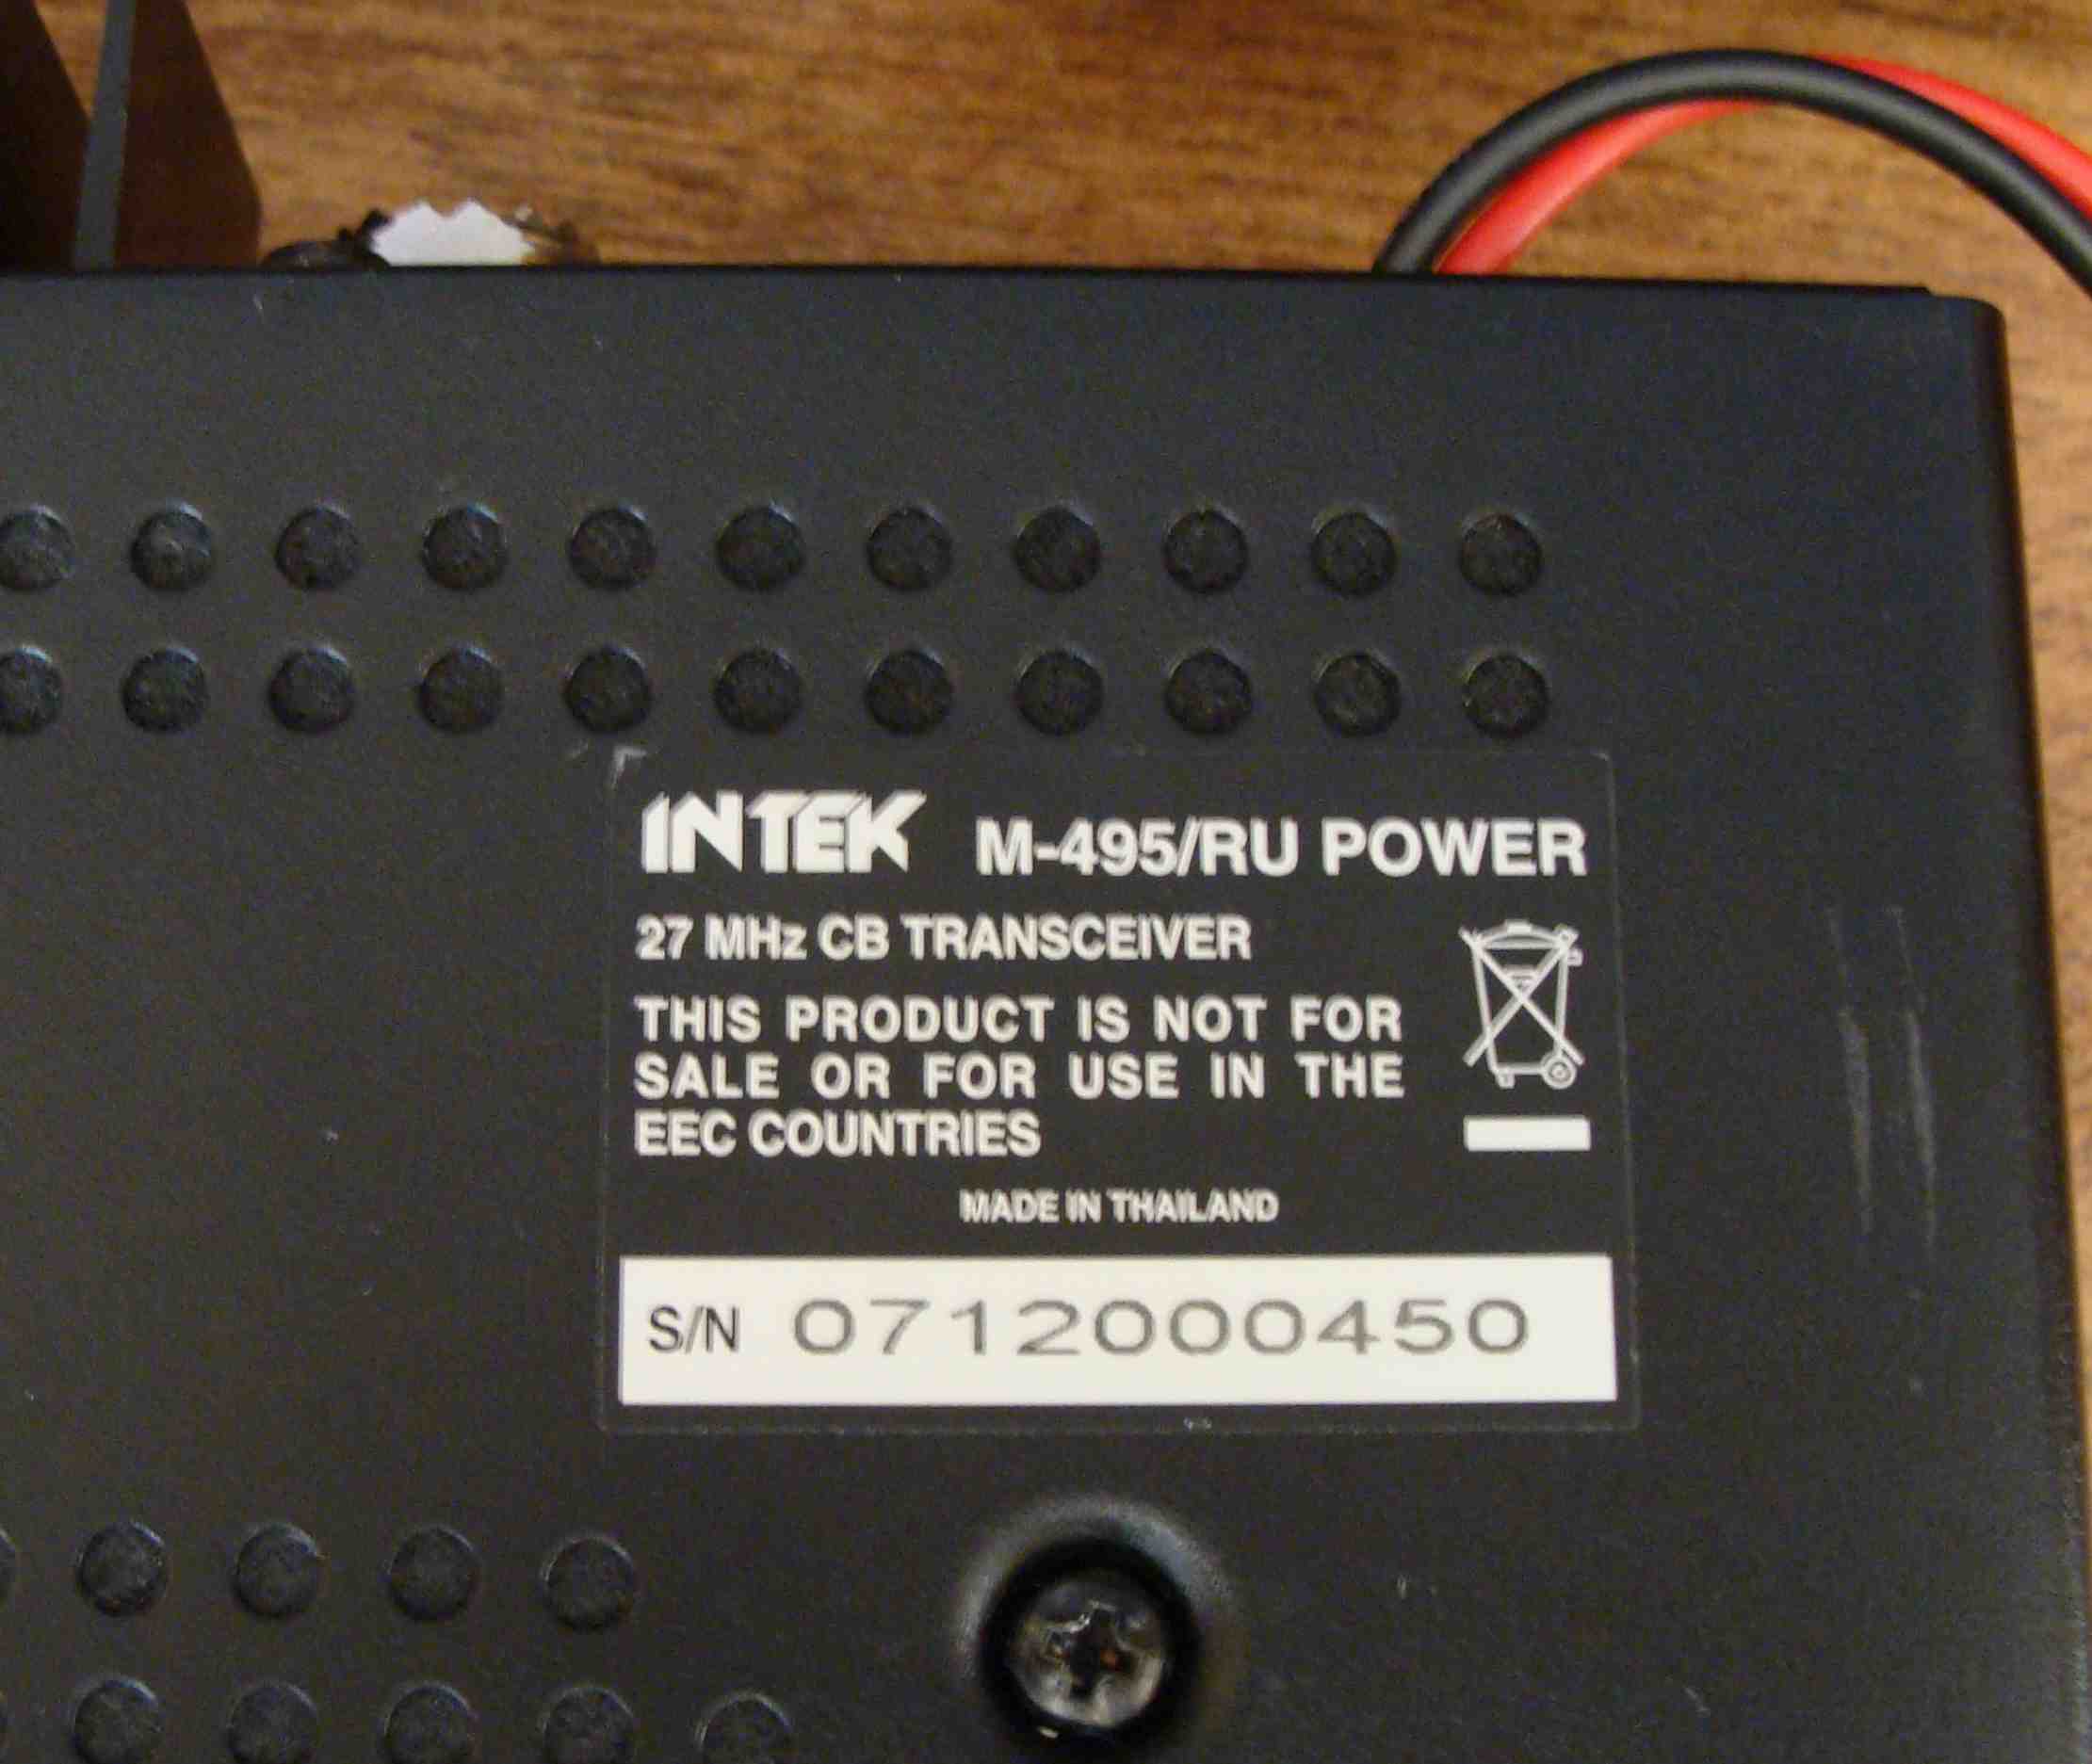 INTEK M-495/RU POWER
27 MHz CB TRANSCEIVER
THIS PRODUCT IS NOT FOR
SALE OR FOR USE IN THE
EEC COUNTRIES
MADE IN THAILAND
S/N 0712000450